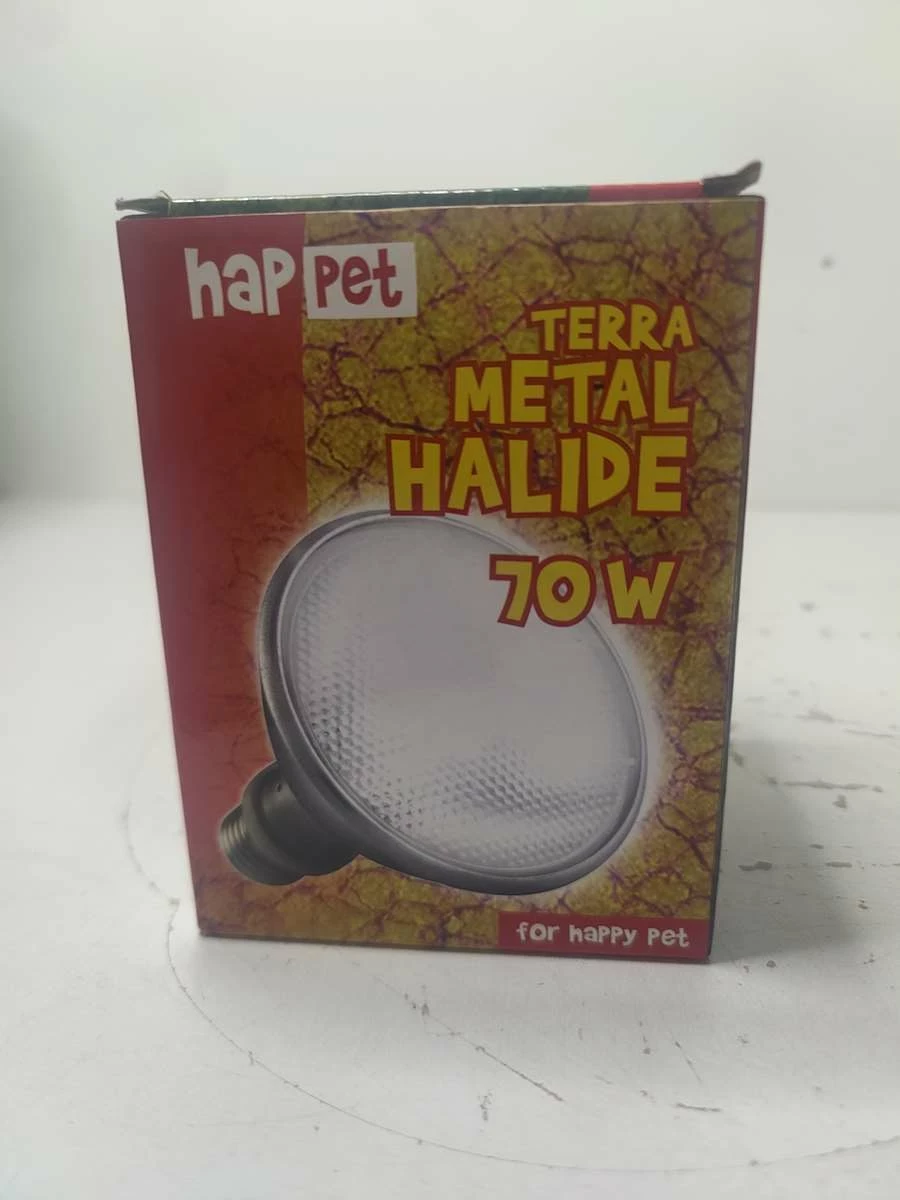 hap pet
TERRA
METAL
HALIDE
70 W
for happy pet